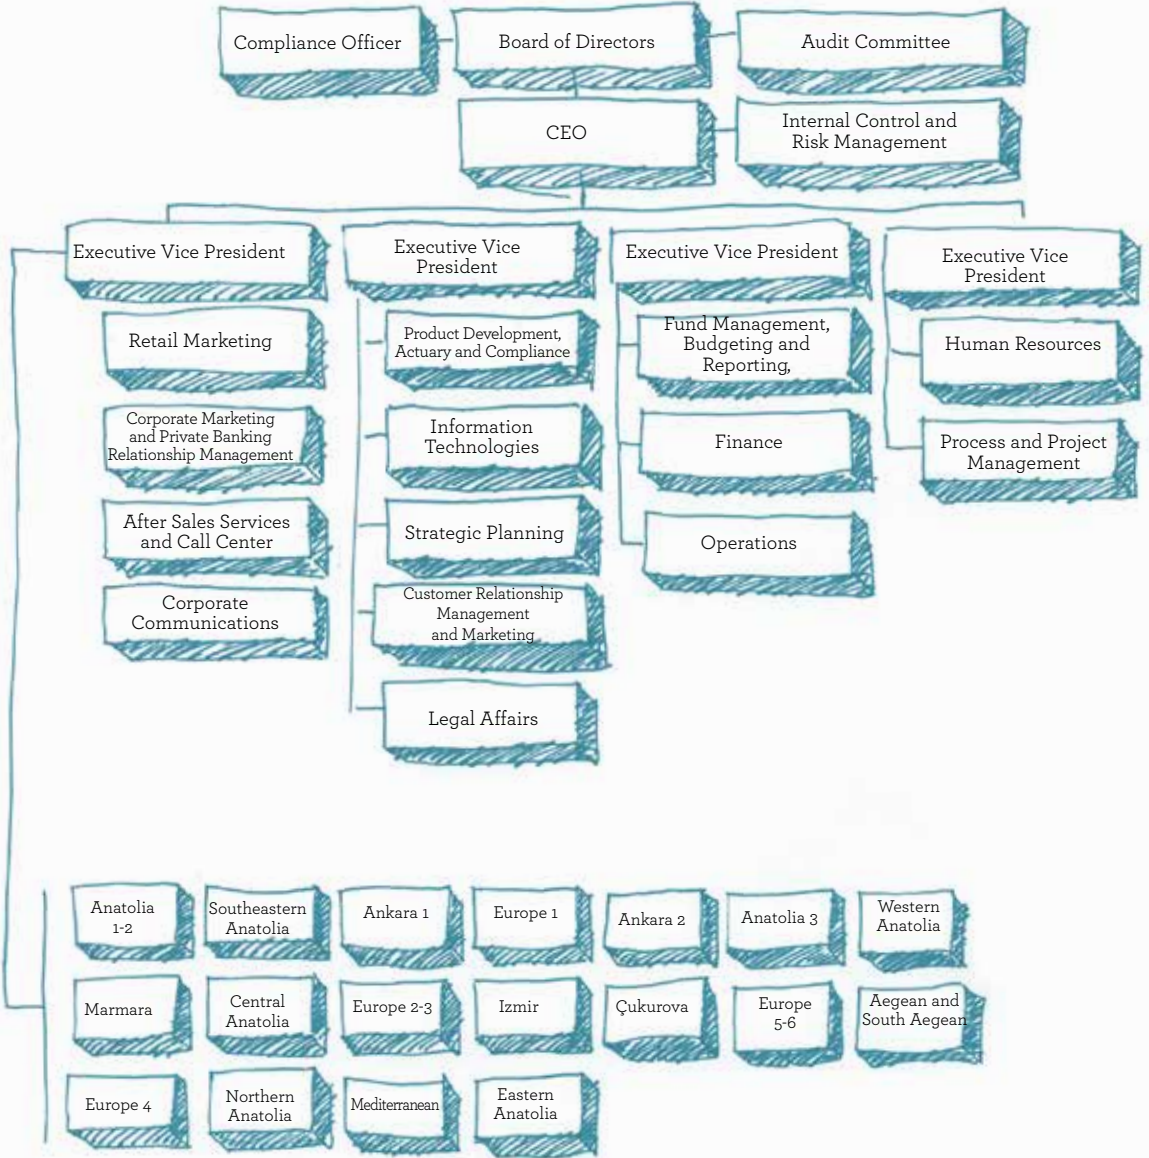 Compliance Officer
Board of Directors
Audit Committee
CEO
Internal Control and
Risk Management
Executive Vice President
Retail Marketing
Corporate Marketing
and Private Banking
Relationship Management
After Sales Services
and Call Center
Corporate
Communications
Executive Vice
President
Product Development,
Actuary and Compliance
Information
Technologies
Strategic Planning
Customer Relationship
Management
and Marketing
Legal Affairs
Executive Vice President
Fund Management,
Budgeting and
Reporting,
Finance
Operations
Executive Vice
President
Human Resources
Process and Project
Management
Anatolia
1-2
Southeastern
Anatolia
Ankara 1
Europe 1
Ankara 2
Anatolia 3
Western
Anatolia
Marmara
Central
Anatolia
Europe 2-3
Izmir
Çukurova
Europe
5-6
Aegean and
South Aegean
Europe 4
Northern
Anatolia
Mediterranean
Eastern
Anatolia